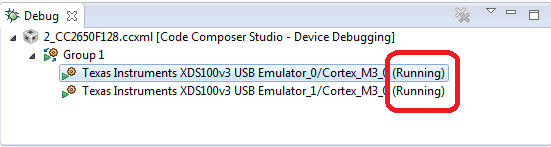 Debug
2_CC2650F128.ccxml [Code Composer Studio - Device Debugging]
Group 1
Texas Instruments XDS100v3 USB Emulator_0/Cortex_M3_0 (Running)
Texas Instruments XDS100v3 USB Emulator_1/Cortex_M3_0 (Running)